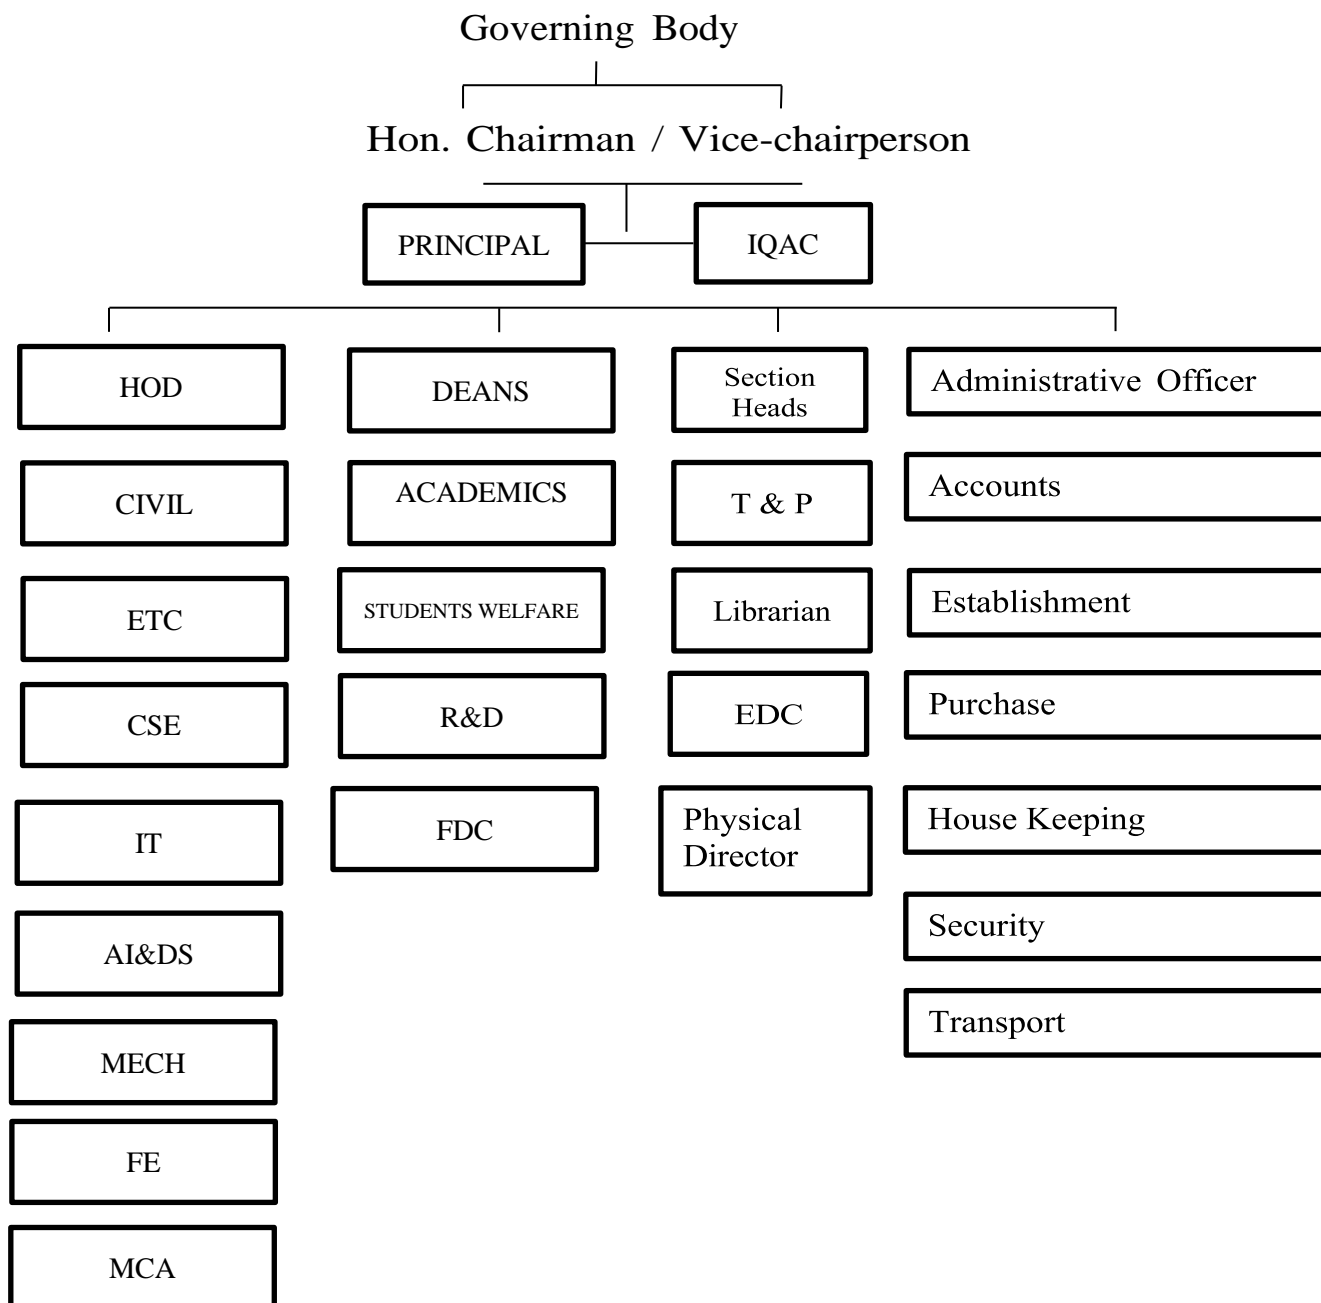 Governing Body
Hon. Chairman / Vice-chairperson
PRINCIPAL
IQAC
HOD
CIVIL
ETC
CSE
IT
AI&DS
MECH
FE
MCA
DEANS
ACADEMICS
STUDENTS WELFARE
R&D
FDC
Section
Heads
T & P
Librarian
EDC
Physical
Director
Administrative Officer
Accounts
Establishment
Purchase
House Keeping
Security
Transport